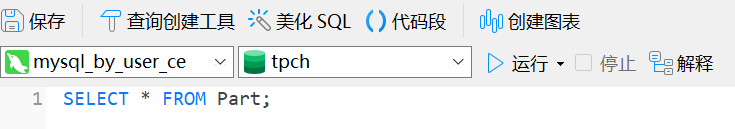 保存 查询创建工具 美化 SQL 代码段 创建图表
mysql_by_user_ce tpch 运行 停止 解释
1 SELECT * FROM Part;